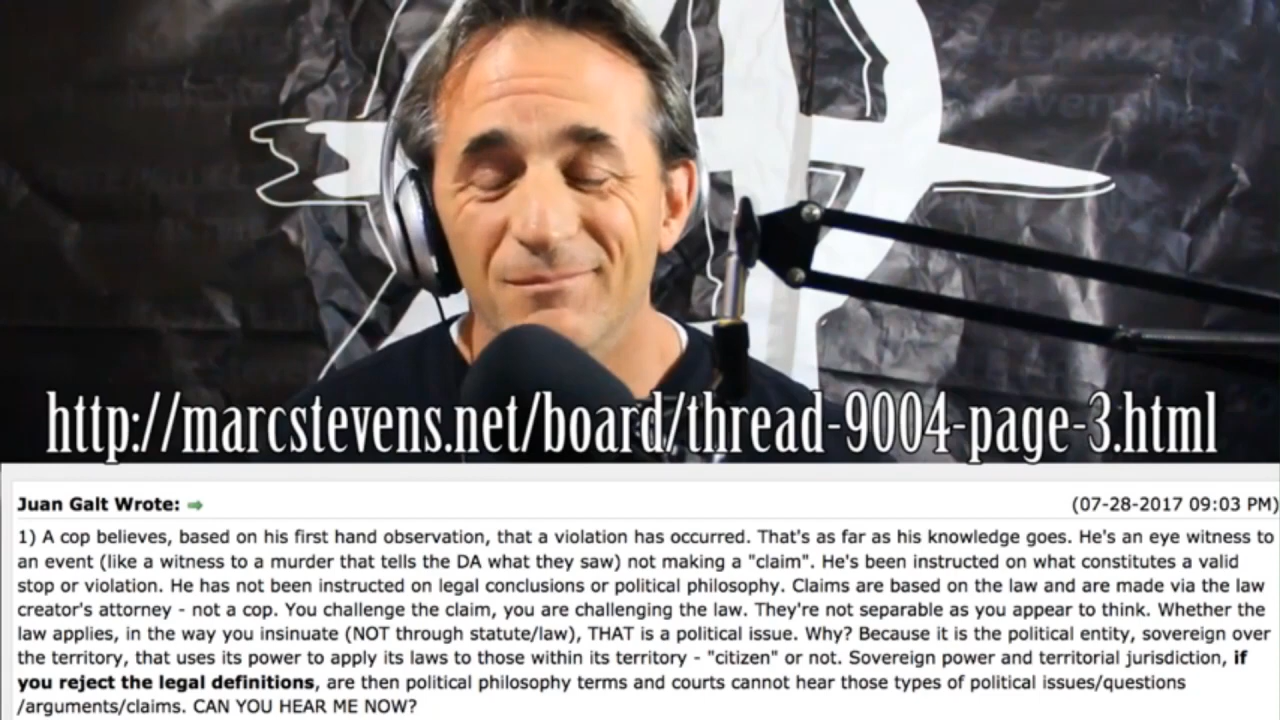 http://marcstevens.net/board/thread-9004-page-3.html
Juan Galt Wrote:
(07-28-2017 09:03 PM)
1) A cop believes, based on his first hand observation, that a violation has occurred. That's as far as his knowledge goes. He's an eye witness to
an event (like a witness to a murder that tells the DA what they saw) not making a "claim". He's been instructed on what constitutes a valid
stop or violation. He has not been instructed on legal conclusions or political philosophy. Claims are based on the law and are made via the law
creator's attorney - not a cop. You challenge the claim, you are challenging the law. They're not separable as you appear to think. Whether the
law applies, in the way you insinuate (NOT through statute/law), THAT is a political issue. Why? Because it is the political entity, sovereign over
the territory, that uses its power to apply its laws to those within its territory - "citizen" or not. Sovereign power and territorial jurisdiction, if
you reject the legal definitions, are then political philosophy terms and courts cannot hear those types of political issues/questions
/arguments/claims. CAN YOU HEAR ME NOW?